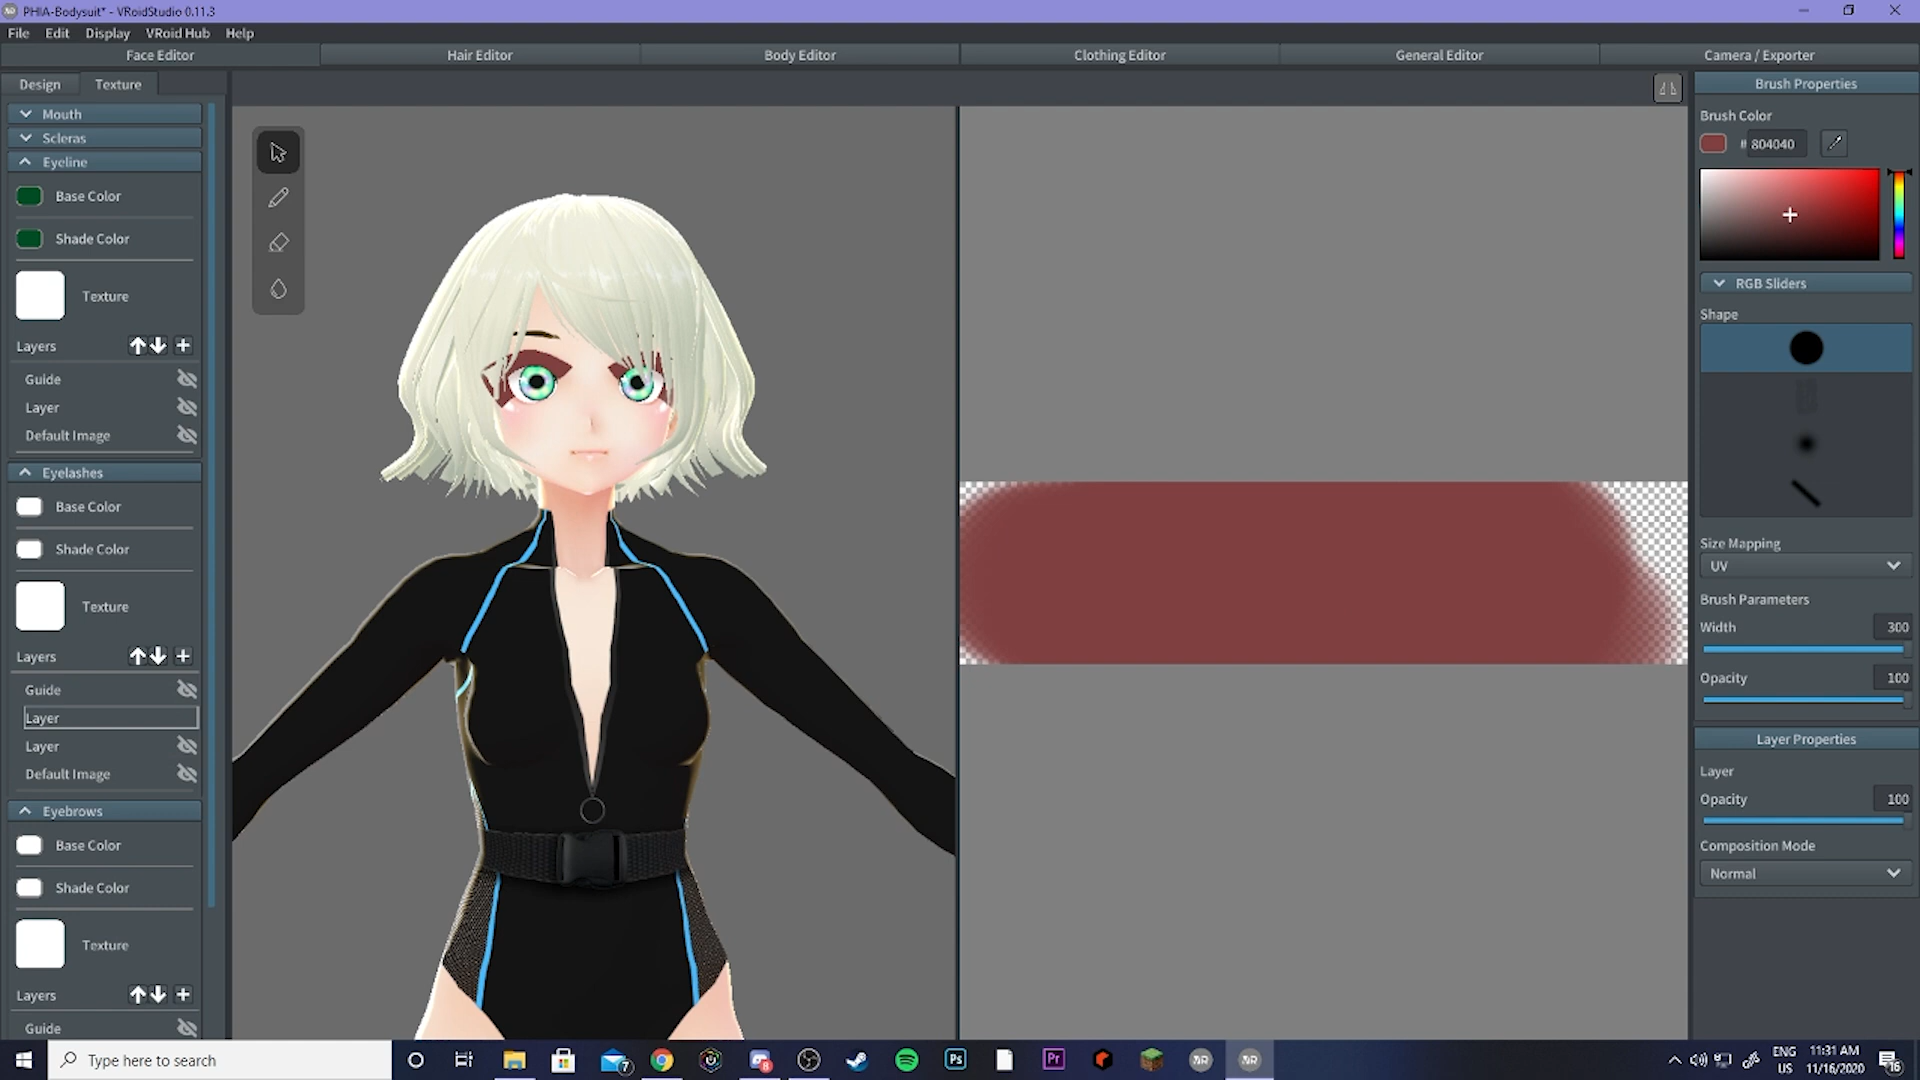 PHIA-Bodysuit* - VRoidStudio 0.11.3
File Edit Display VRoid Hub Help
Face Editor Hair Editor Body Editor Clothing Editor General Editor Camera / Exporter
Design Texture
Mouth
Scleras
Eyeline
Base Color
Shade Color
Texture
Layers
Guide
Layer
Default Image
Eyelashes
Base Color
Shade Color
Texture
Layers
Guide
Layer
Layer
Default Image
Eyebrows
Base Color
Shade Color
Texture
Layers
Guide
Brush Properties
Brush Color
# 804040
RGB Sliders
Shape
Size Mapping
UV
Brush Parameters
Width 300
Opacity 100
Layer Properties
Layer
Opacity 100
Composition Mode
Normal
Type here to search
7
8
Ps
Pr
ENG
US
11:31 AM
11/16/2020
16